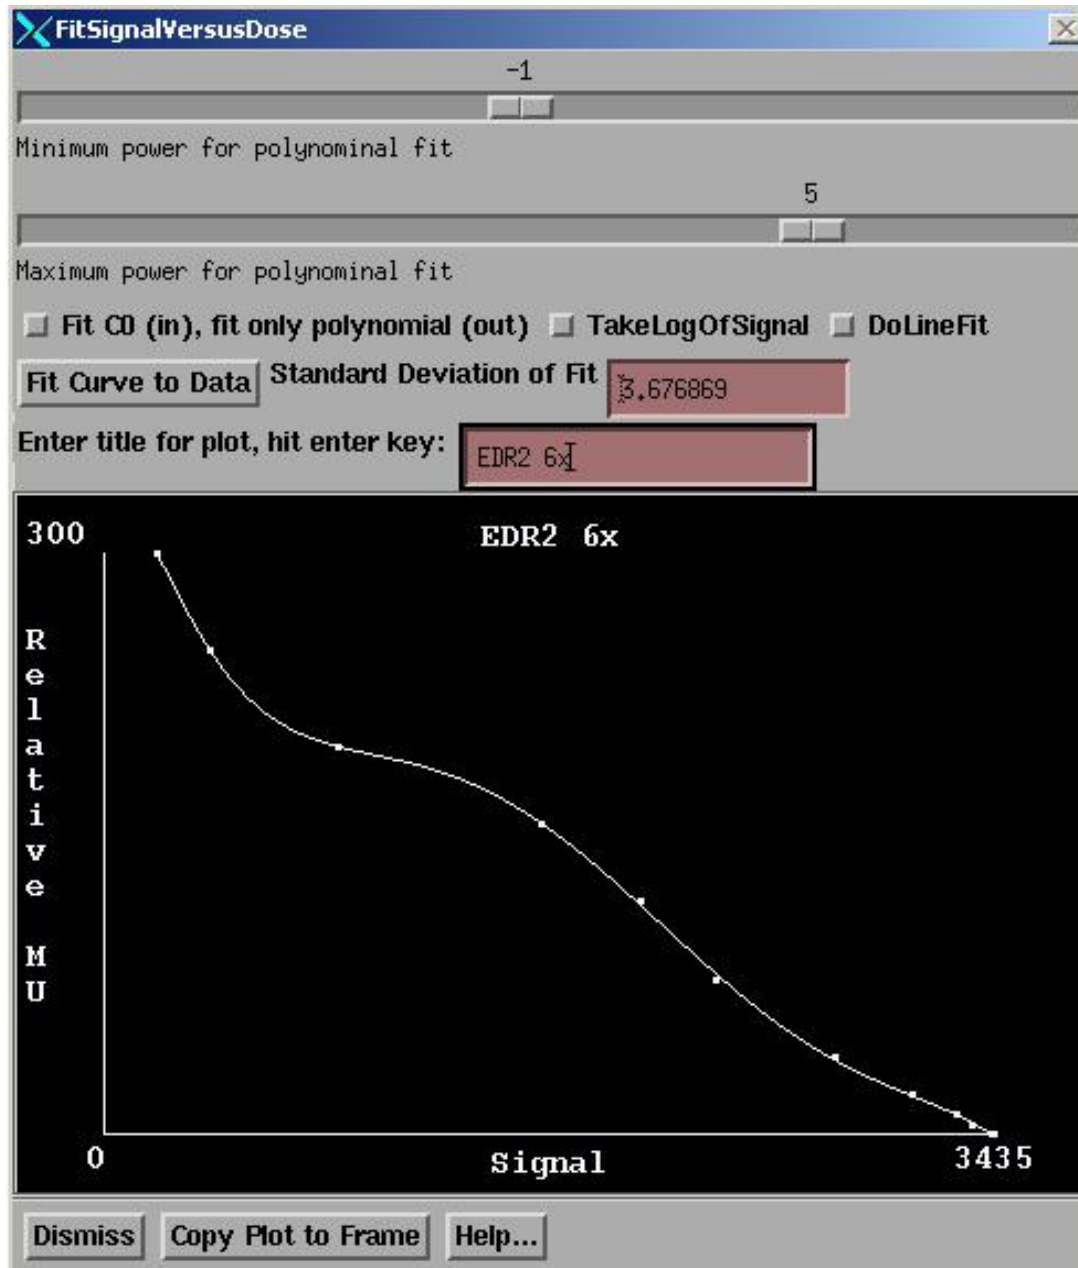 FitSignalVersusDose
-1
Minimum power for polynominal fit
5
Maximum power for polynominal fit
Fit C0 (in), fit only polynomial (out) TakeLogOfSignal DoLineFit
Fit Curve to Data Standard Deviation of Fit 3.676869
Enter title for plot, hit enter key: EDR2 6x
300 EDR2 6x
Relative MU
0 Signal 3435
Dismiss Copy Plot to Frame Help...